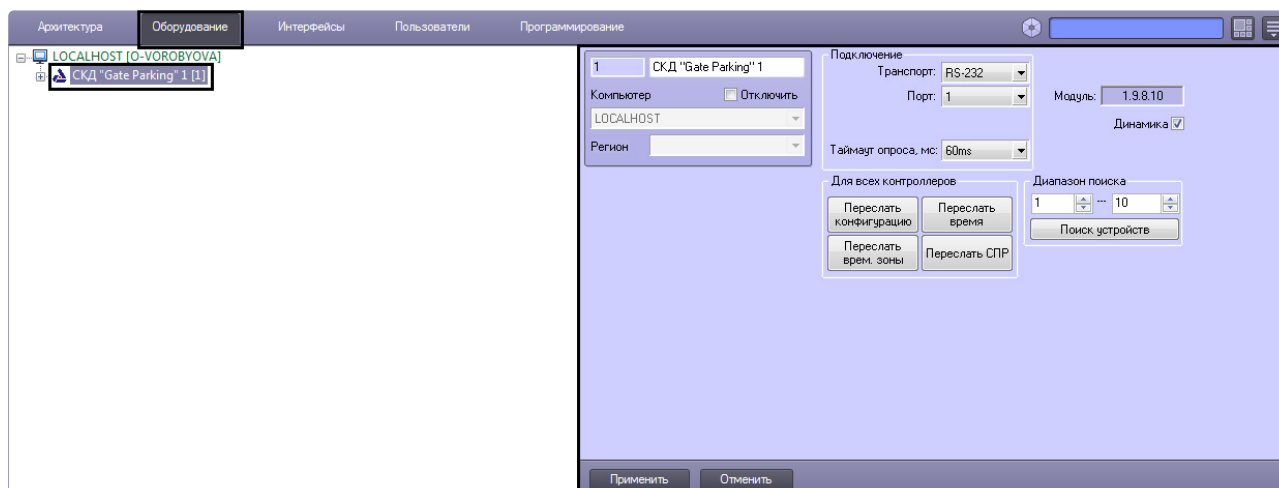 Архитектура Оборудование Интерфейсы Пользователи Программирование
LOCALHOST [O-VOROBYOVA]
СКД "Gate Parking" 1 [1]
1 СКД "Gate Parking" 1
Компьютер Отключить
LOCALHOST
Регион
Подключение
Транспорт: RS-232
Порт: 1
Таймаут опроса, мс: 60ms
Модуль: 1.9.8.10
Динамика
Для всех контроллеров
Переслать конфигурацию
Переслать время
Переслать врем. зоны
Переслать СПР
Диапазон поиска
1 ... 10
Поиск устройств
Применить Отменить